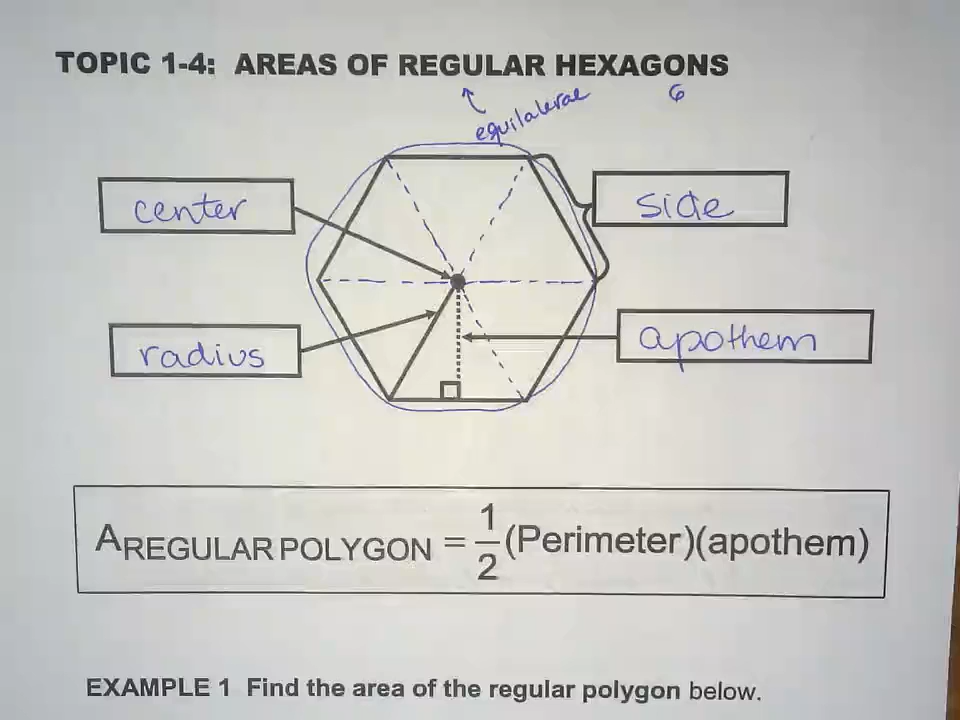 TOPIC 1-4: AREAS OF REGULAR HEXAGONS
6
equilateral
center
side
radius
apothem
A REGULAR POLYGON = 1/2 (Perimeter)(apothem)
EXAMPLE 1 Find the area of the regular polygon below.